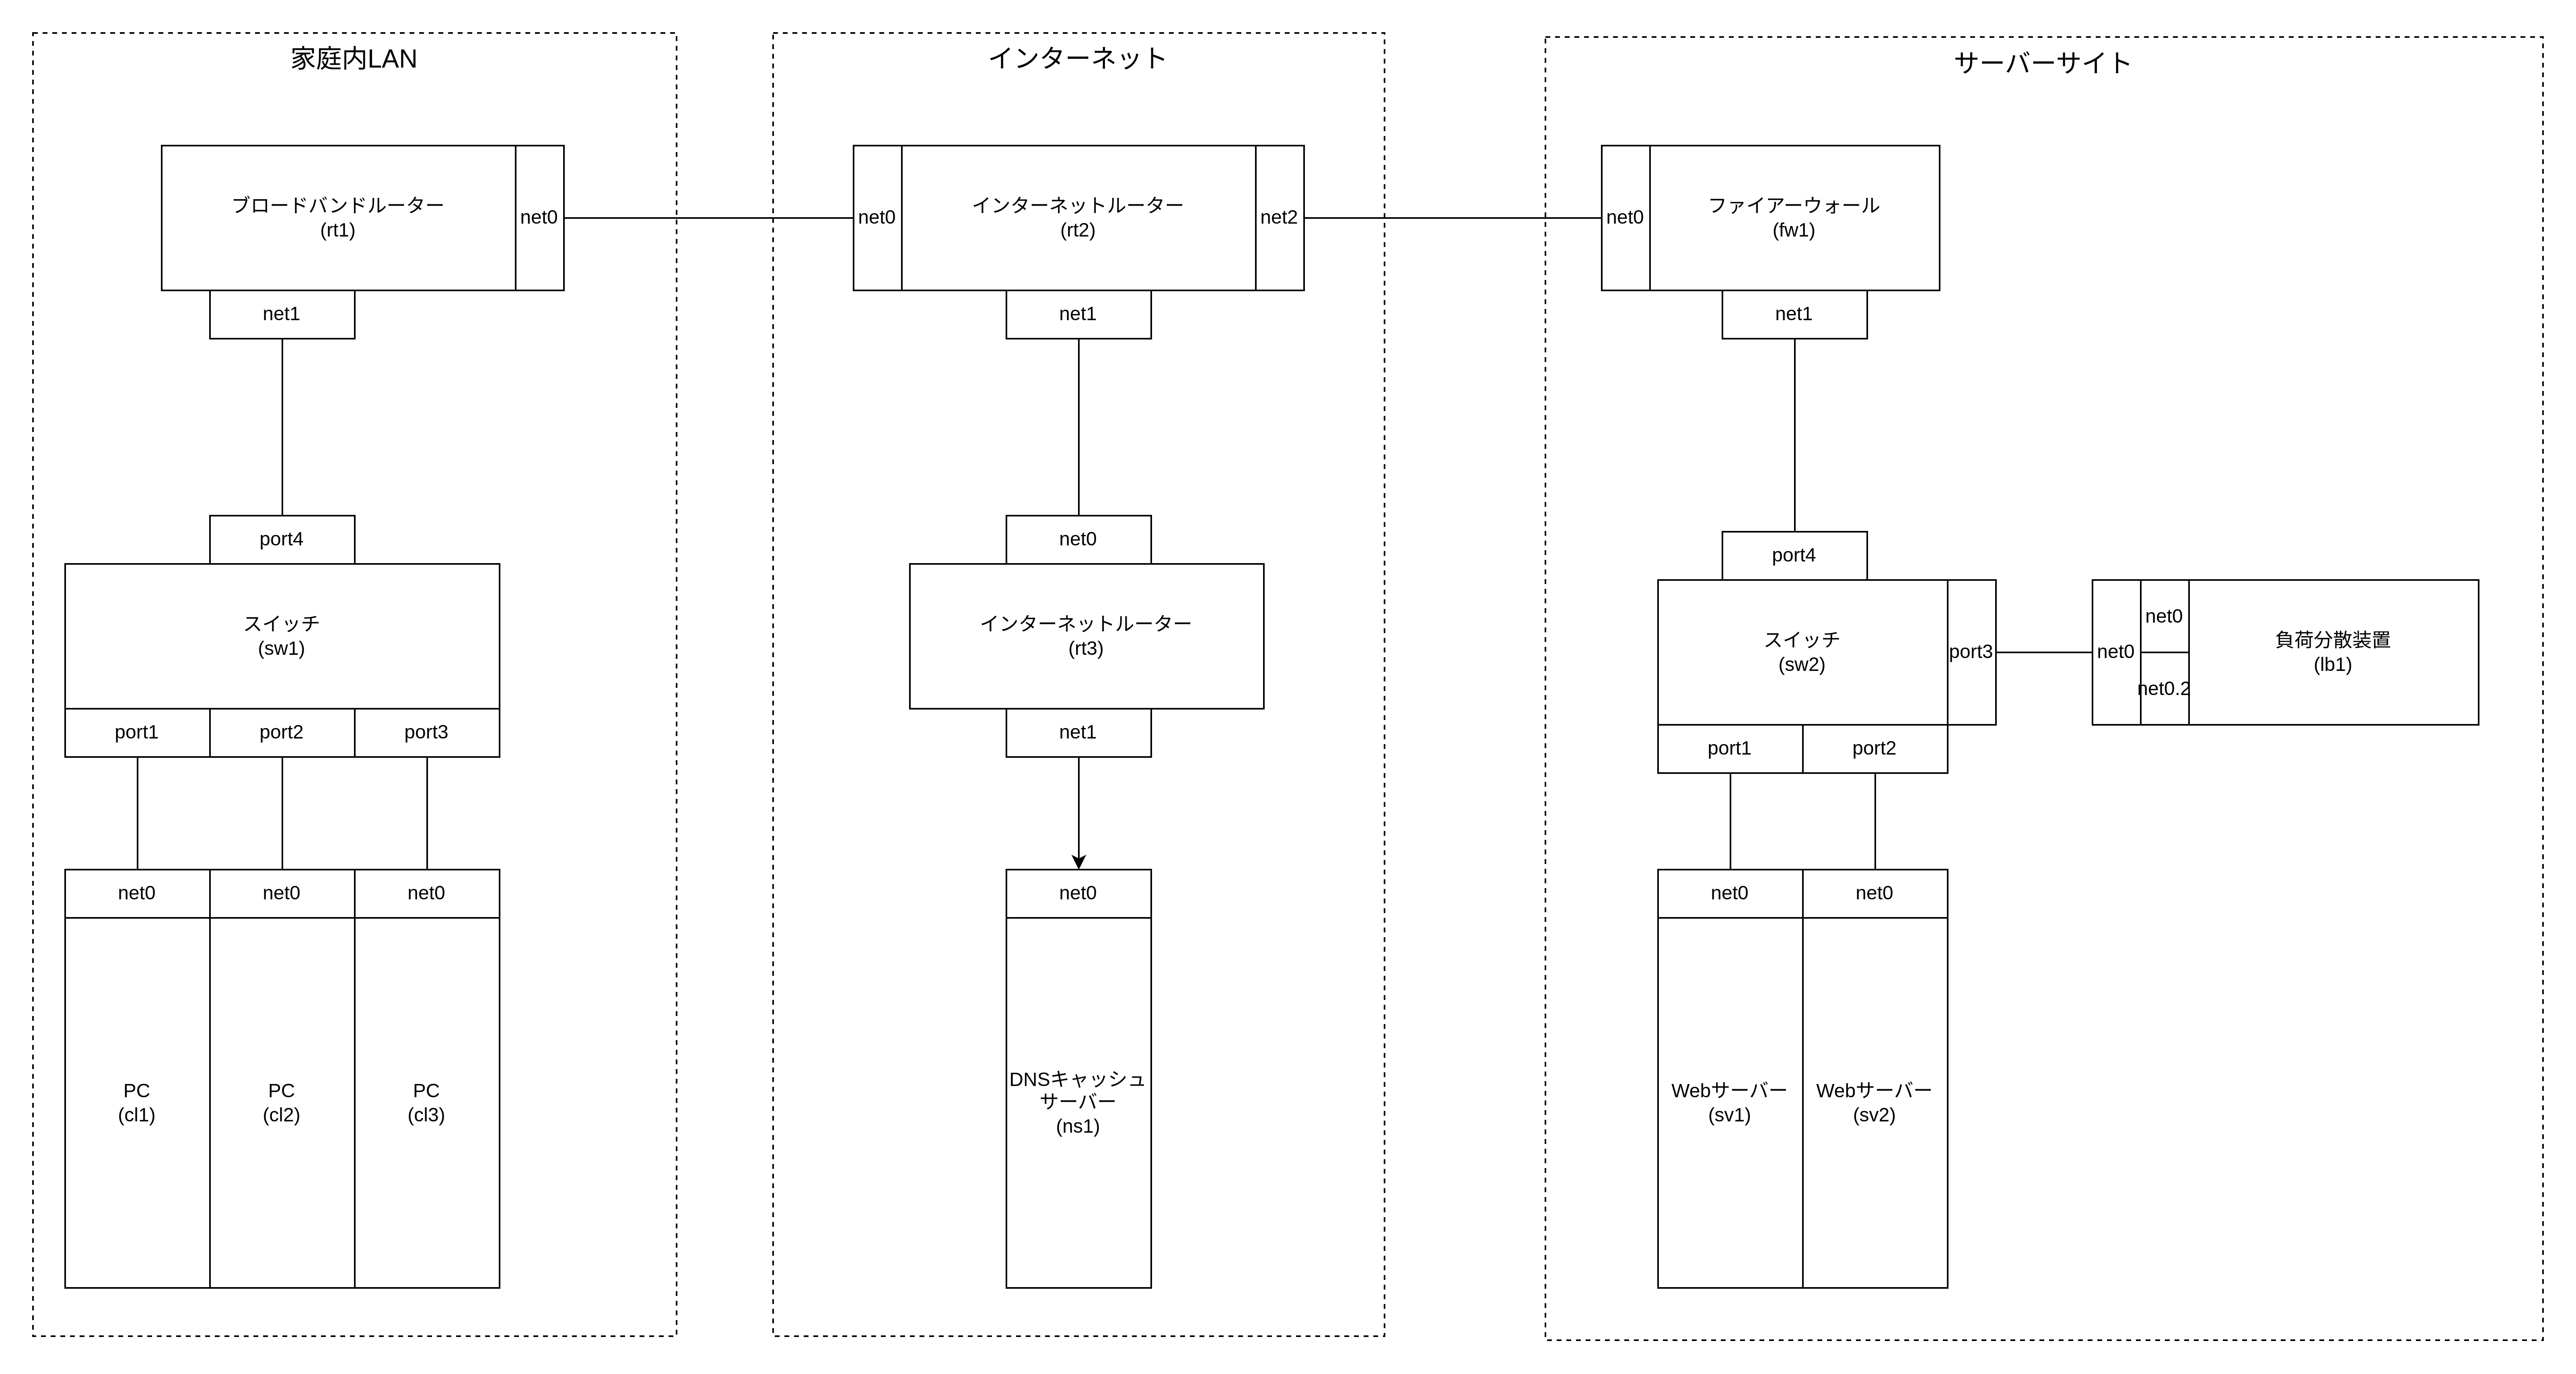 家庭内LAN
ブロードバンドルーター
(rt1)
net0
net1
port4
スイッチ
(sw1)
port1
port2
port3
net0
net0
net0
PC
(cl1)
PC
(cl2)
PC
(cl3)
インターネット
net0
インターネットルーター
(rt2)
net2
net1
net0
インターネットルーター
(rt3)
net1
net0
DNSキャッシュ
サーバー
(ns1)
サーバーサイト
net0
ファイアーウォール
(fw1)
net1
port4
スイッチ
(sw2)
port3
port1
port2
net0
net0
net0.2
負荷分散装置
(lb1)
net0
net0
Webサーバー
(sv1)
Webサーバー
(sv2)